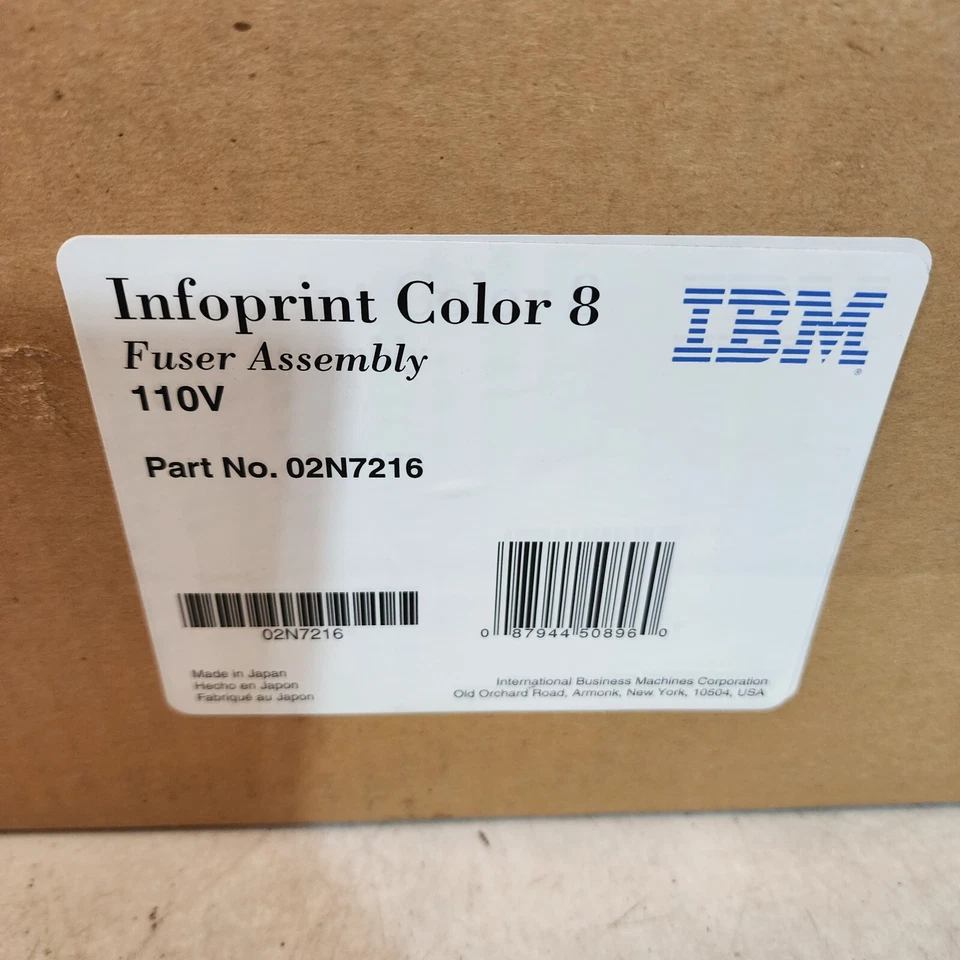 Infoprint Color 8
IBM
®
Fuser Assembly
110V
Part No. 02N7216
02N7216
0 87944 50896 0
Made in Japan
Hecho en Japon
Fabriqué au Japon
International Business Machines Corporation
Old Orchard Road, Armonk, New York, 10504, USA